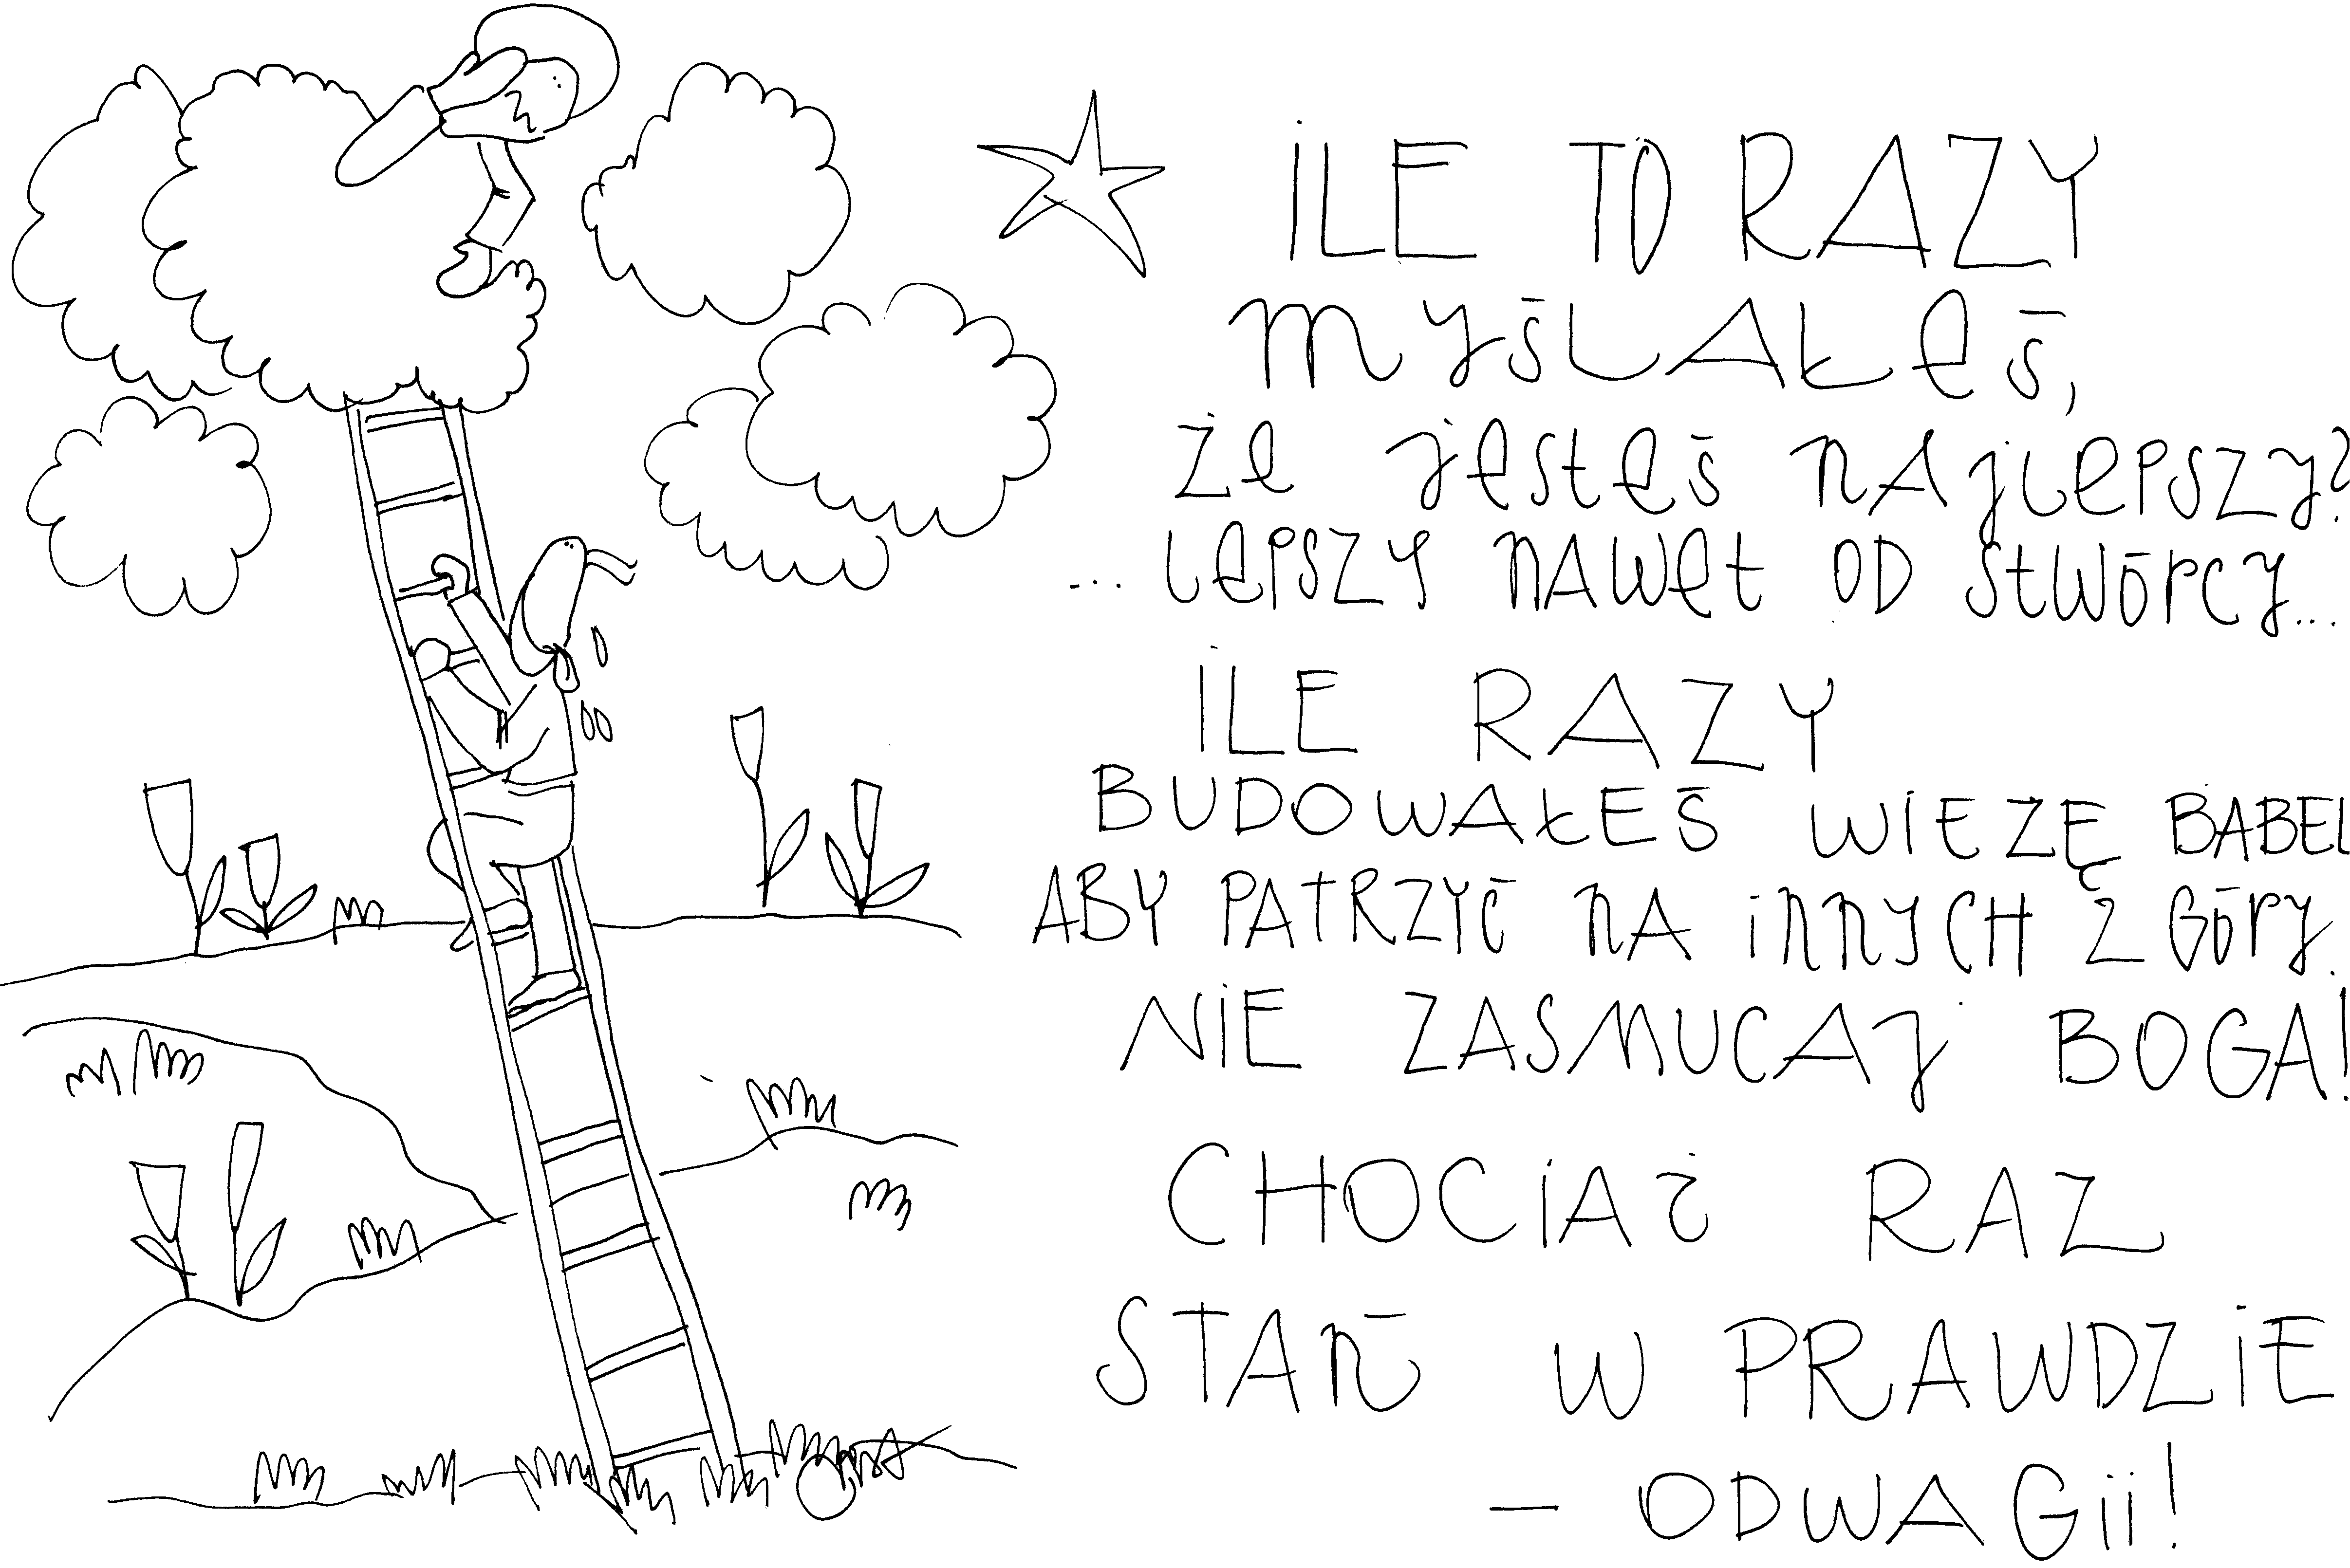 iLE TO RAZY
myśLAłeś,
że jesteś nAjLepszy?
... Lepszy nAwet OD stwórcy...
iLE RAZY
BUDOWAŁEŚ WiEŻĘ BABEL
ABY PATRZYĆ NA iNNYCH Z GÓRY.
NiE ZASMUCAj BOGA!
CHOCiAż RAZ
STAń W PRAWDZiE
- ODWAGii!